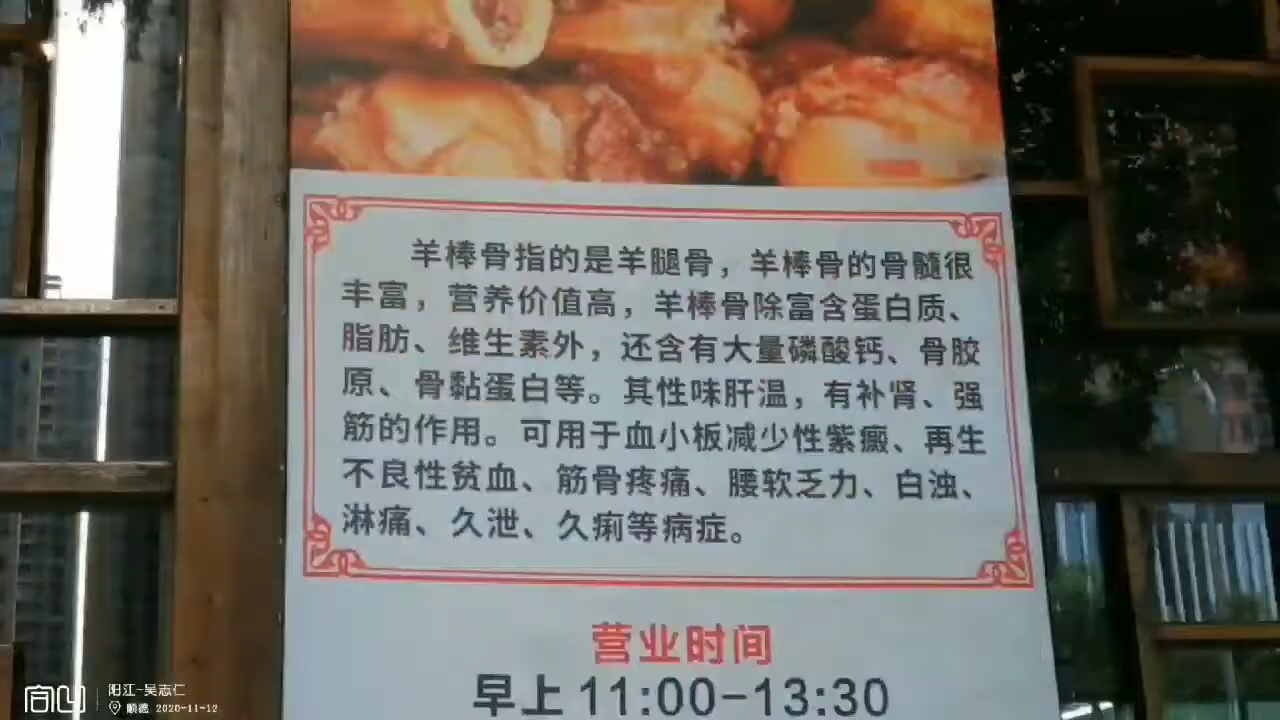 羊棒骨指的是羊腿骨，羊棒骨的骨髓很
丰富，营养价值高，羊棒骨除富含蛋白质、
脂肪、维生素外，还含有大量磷酸钙、骨胶
原、骨黏蛋白等。其性味肝温，有补肾、强
筋的作用。可用于血小板减少性紫癜、再生
不良性贫血、筋骨疼痛、腰软乏力、白浊、
淋痛、久泄、久痢等病症。
营业时间
早上 11:00-13:30
阳江-吴志仁
顺德 2020-11-12